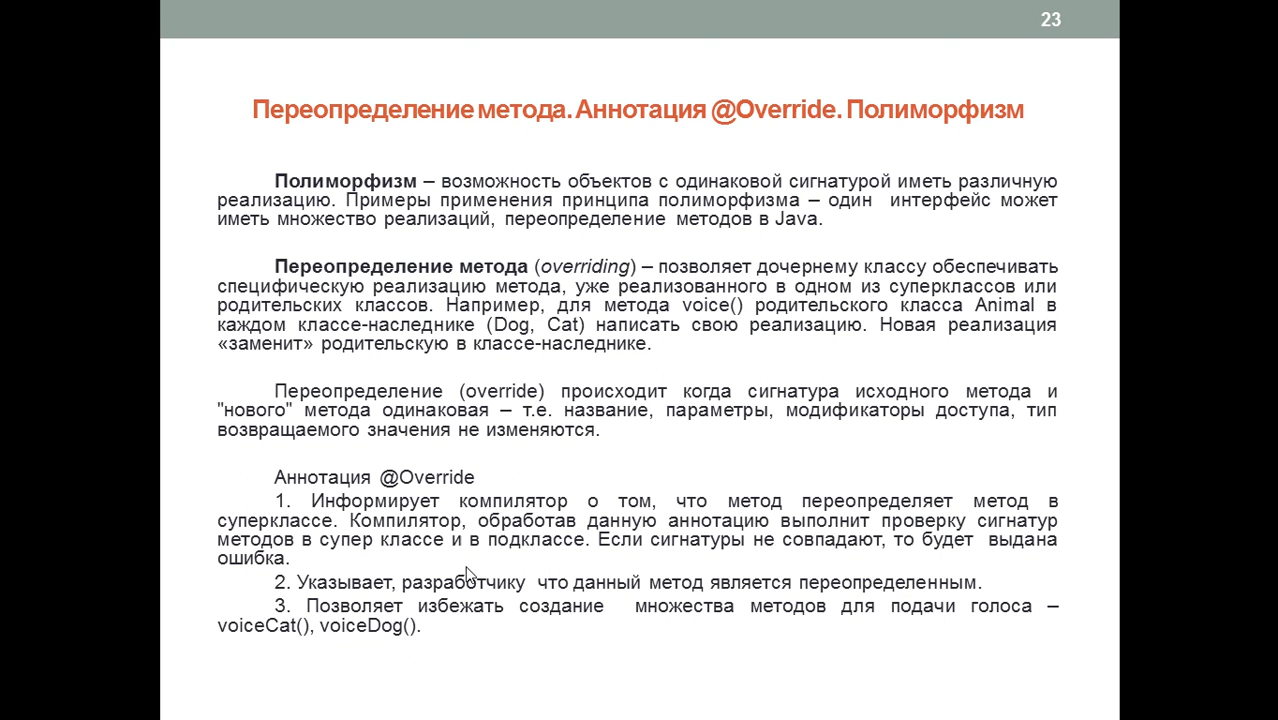 23
Переопределение метода. Аннотация @Override. Полиморфизм
Полиморфизм – возможность объектов с одинаковой сигнатурой иметь различную
реализацию. Примеры применения принципа полиморфизма – один интерфейс может
иметь множество реализаций, переопределение методов в Java.
Переопределение метода (overriding) – позволяет дочернему классу обеспечивать
специфическую реализацию метода, уже реализованного в одном из суперклассов или
родительских классов. Например, для метода voice() родительского класса Animal в
каждом классе-наследнике (Dog, Cat) написать свою реализацию. Новая реализация
«заменит» родительскую в классе-наследнике.
Переопределение (override) происходит когда сигнатура исходного метода и
"нового" метода одинаковая – т.е. название, параметры, модификаторы доступа, тип
возвращаемого значения не изменяются.
Аннотация @Override
1. Информирует компилятор о том, что метод переопределяет метод в
суперклассе. Компилятор, обработав данную аннотацию выполнит проверку сигнатур
методов в супер классе и в подклассе. Если сигнатуры не совпадают, то будет выдана
ошибка.
2. Указывает, разработчику что данный метод является переопределенным.
3. Позволяет избежать создание множества методов для подачи голоса –
voiceCat(), voiceDog().